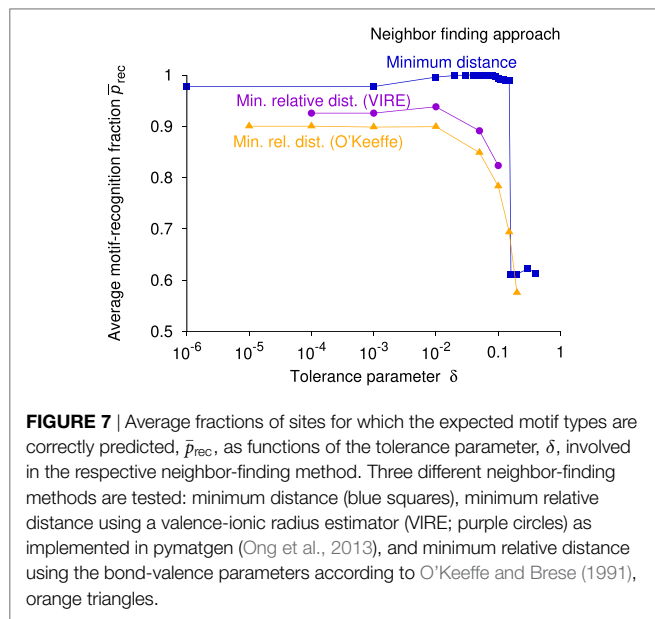 Neighbor finding approach
Minimum distance
Min. relative dist. (VIRE)
Min. rel. dist. (O'Keeffe)
Average motif-recognition fraction p̅rec
1
0.9
0.8
0.7
0.6
0.5
10⁻⁶ 10⁻⁵ 10⁻⁴ 10⁻³ 10⁻² 0.1 1
Tolerance parameter δ
FIGURE 7 | Average fractions of sites for which the expected motif types are
correctly predicted, p̅rec, as functions of the tolerance parameter, δ, involved
in the respective neighbor-finding method. Three different neighbor-finding
methods are tested: minimum distance (blue squares), minimum relative
distance using a valence-ionic radius estimator (VIRE; purple circles) as
implemented in pymatgen (Ong et al., 2013), and minimum relative distance
using the bond-valence parameters according to O'Keeffe and Brese (1991),
orange triangles.